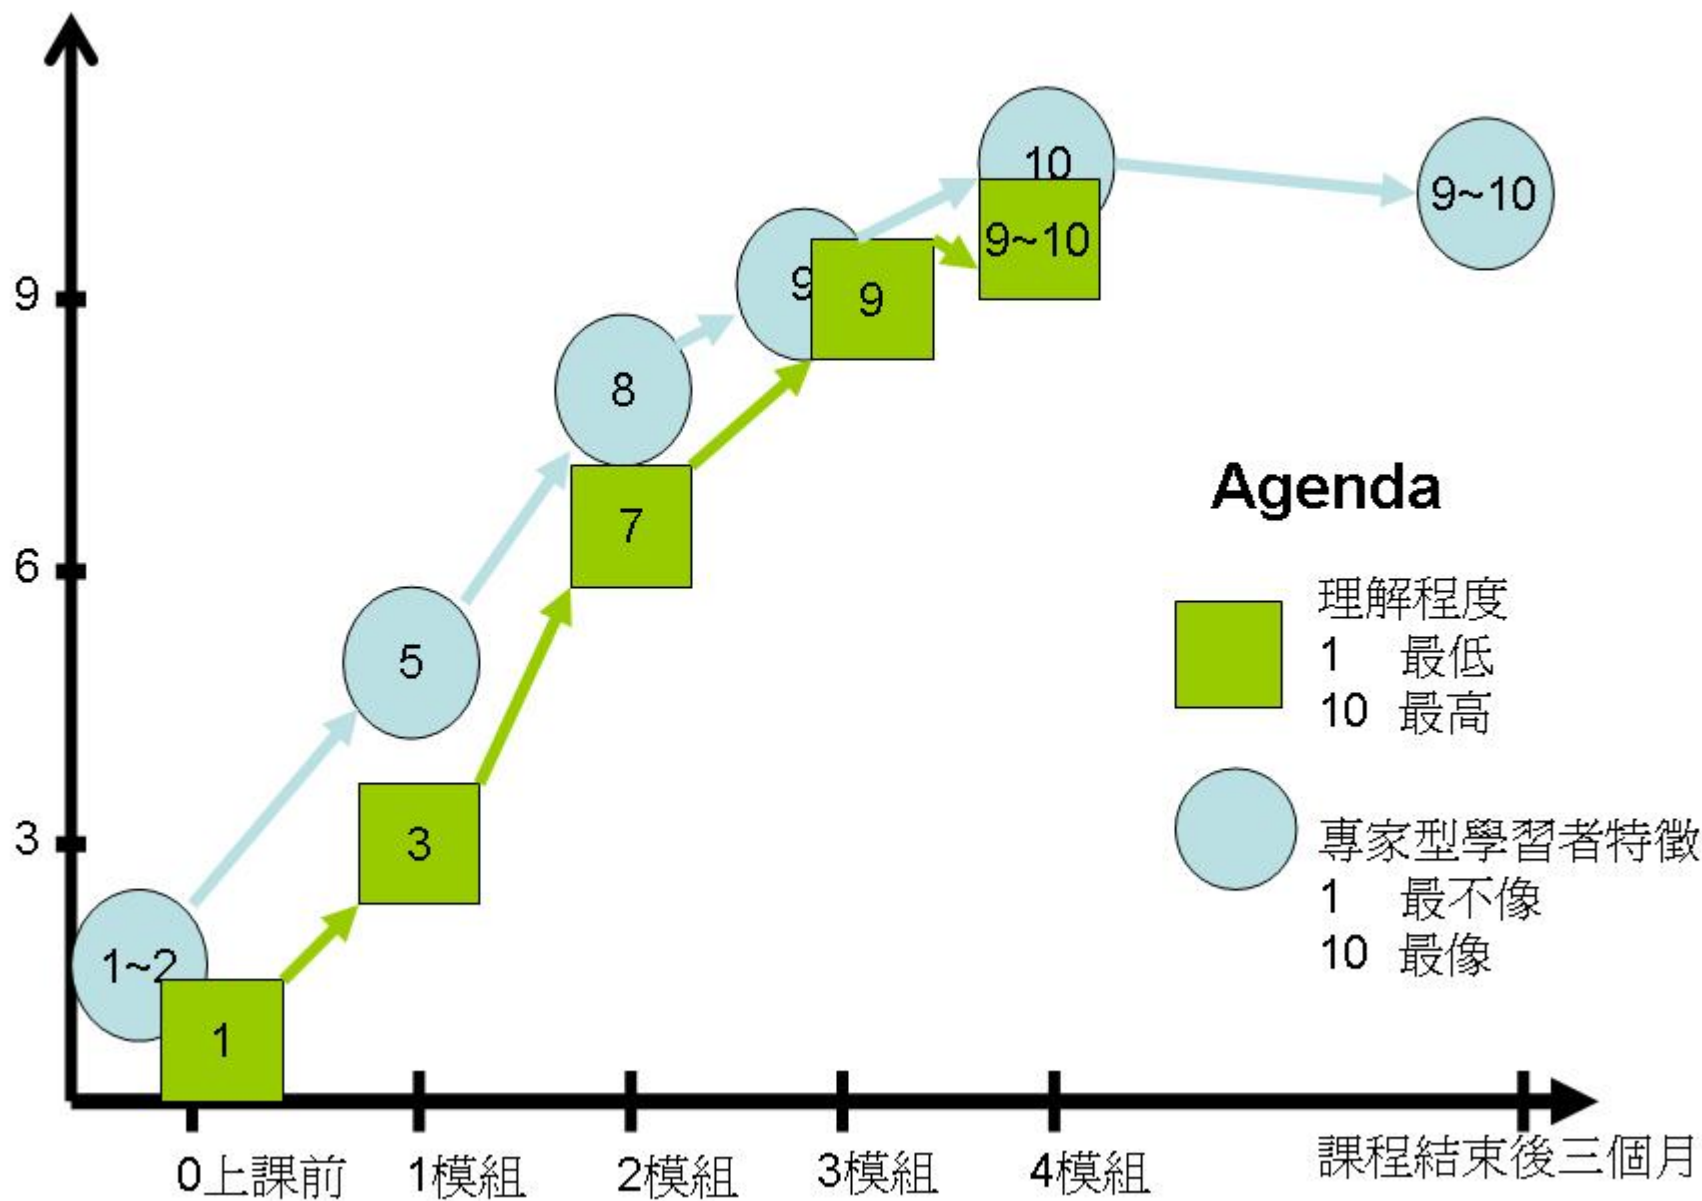 10
9~10
9~10
9
9
9
8
7
Agenda
6
理解程度
1 最低
10 最高
5
3
3
專家型學習者特徵
1 最不像
10 最像
1~2
1
0上課前
1模組
2模組
3模組
4模組
課程結束後三個月